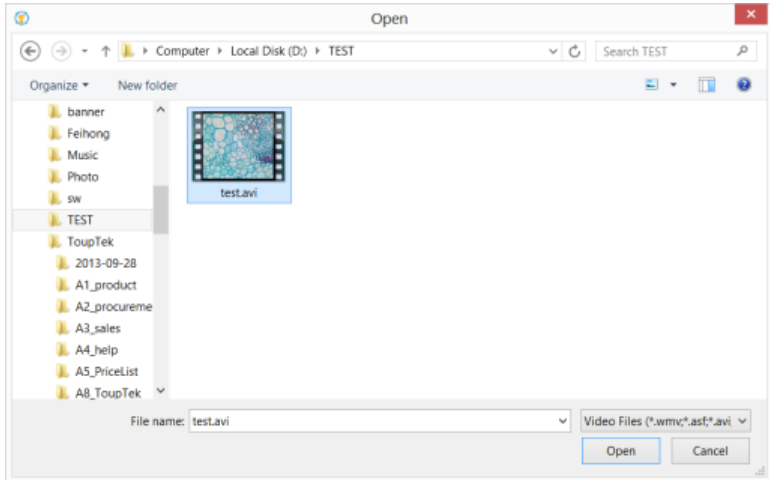 Open
Computer Local Disk (D:) TEST
Search TEST
Organize New folder
banner
Feihong
Music
Photo
sw
TEST
ToupTek
2013-09-28
A1_product
A2_procureme
A3_sales
A4_help
A5_PriceList
A8_ToupTek
test.avi
File name: test.avi
Video Files (*.wmv;*.asf;*.avi,
Open Cancel